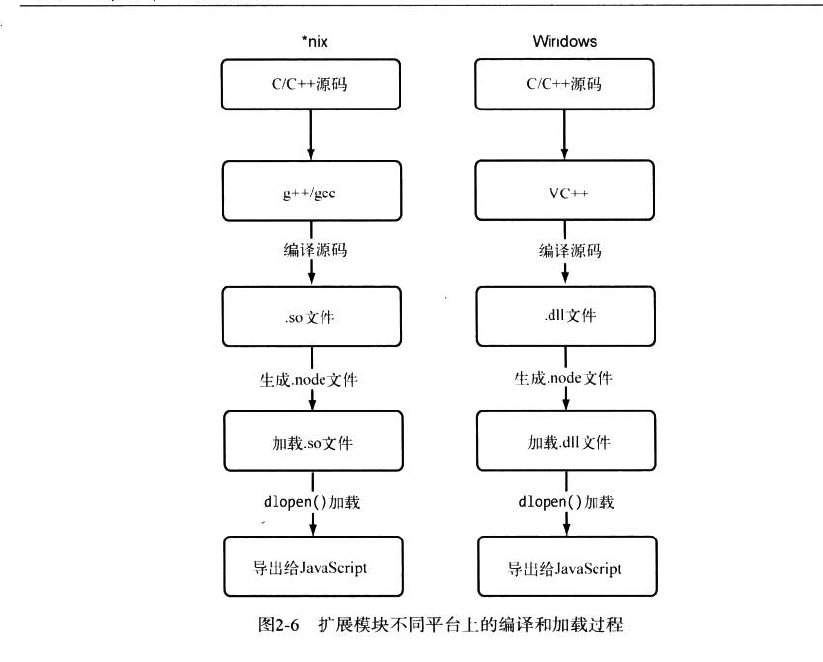 *nix
Windows
C/C++源码
C/C++源码
g++/gcc
VC++
编译源码
编译源码
.so文件
.dll文件
生成.node文件
生成.node文件
加载.so文件
加载.dll文件
dlopen()加载
dlopen()加载
导出给JavaScript
导出给JavaScript
图2-6 扩展模块不同平台上的编译和加载过程